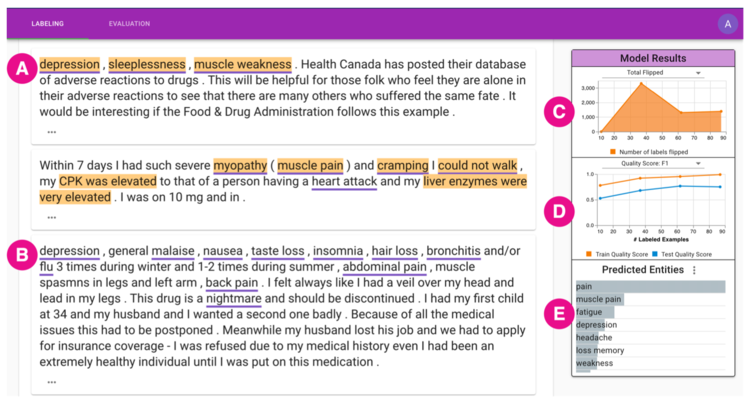 LABELING EVALUATION A
A depression , sleeplessness , muscle weakness . Health Canada has posted their database
of adverse reactions to drugs . This will be helpful for those folk who feel they are alone in
their adverse reactions to see that there are many others who suffered the same fate . It
would be interesting if the Food & Drug Administration follows this example .
...
Within 7 days I had such severe myopathy ( muscle pain ) and cramping I could not walk ,
my CPK was elevated to that of a person having a heart attack and my liver enzymes were
very elevated . I was on 10 mg and in .
...
B depression , general malaise , nausea , taste loss , insomnia , hair loss , bronchitis and/or
flu 3 times during winter and 1-2 times during summer , abdominal pain , muscle
spasmns in legs and left arm , back pain . I felt always like I had a veil over my head and
lead in my legs . This drug is a nightmare and should be discontinued . I had my first child
at 34 and my husband and I wanted a second one badly . Because of all the medical
issues this had to be postponed . Meanwhile my husband lost his job and we had to apply
for insurance coverage - I was refused due to my medical history even I had been an
extremely healthy individual until I was put on this medication .
...
Model Results
Total Flipped
C
3,000
2,000
1,000
0
10 20 30 40 50 60 70 80 90
Number of labels flipped
Quality Score: F1
D
1.0
0.5
0.0
10 20 30 40 50 60 70 80 90
# Labeled Examples
Train Quality Score Test Quality Score
Predicted Entities
E
pain
muscle pain
fatigue
depression
headache
loss memory
weakness